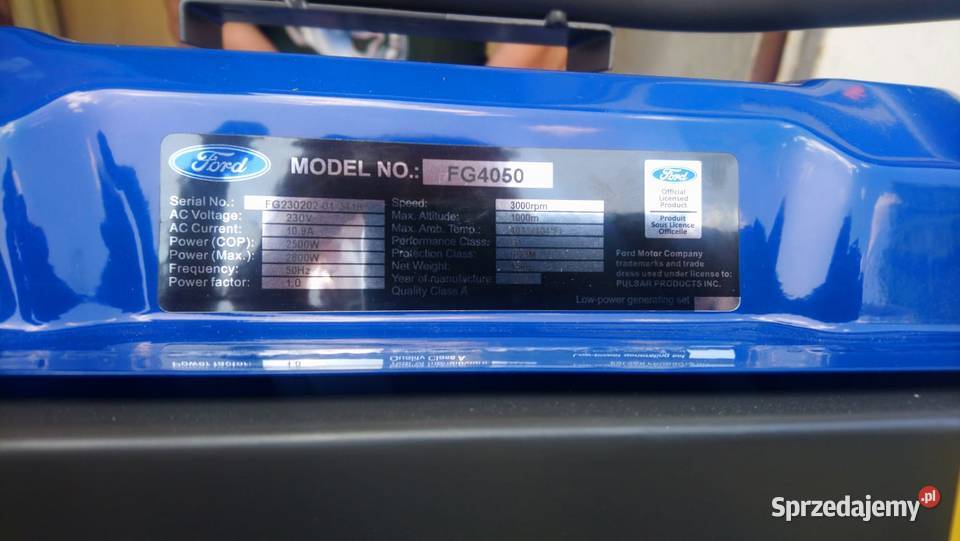 Ford
MODEL NO.: FG4050
Serial No.:
AC Voltage: 230V
AC Current: 10.9A
Power (COP): 2500W
Power (Max.): 2800W
Frequency: 50Hz
Power factor: 1.0
Speed: 3000rpm
Max. Altitude: 1000m
Max. Amb. Temp.:
Performance Class:
Protection Class:
Net Weight:
Year of manufacture:
Quality Class A
Ford
Official
Licensed
Product
Produit
Sous Licence
Officielle
Ford Motor Company
trademarks and trade
dress used under license to:
PULSAR PRODUCTS INC.
Low-power generating set
Sprzedajemy.pl